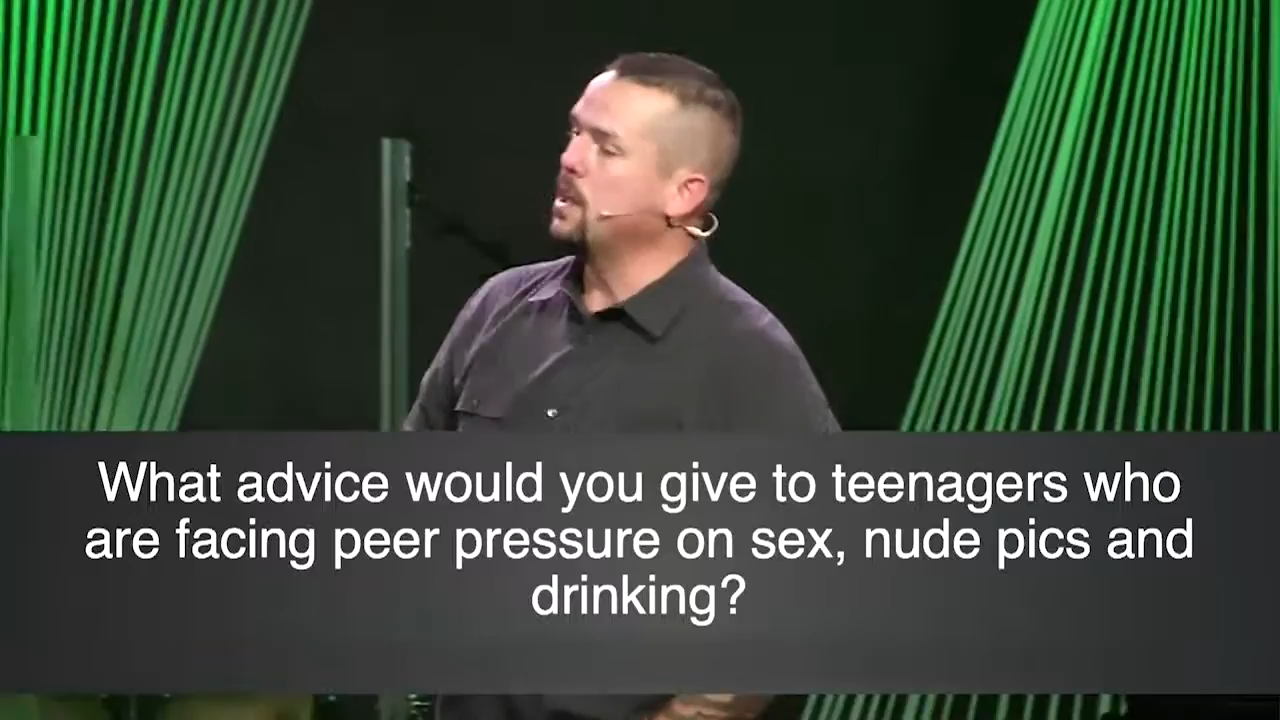 What advice would you give to teenagers who
are facing peer pressure on sex, nude pics and
drinking?